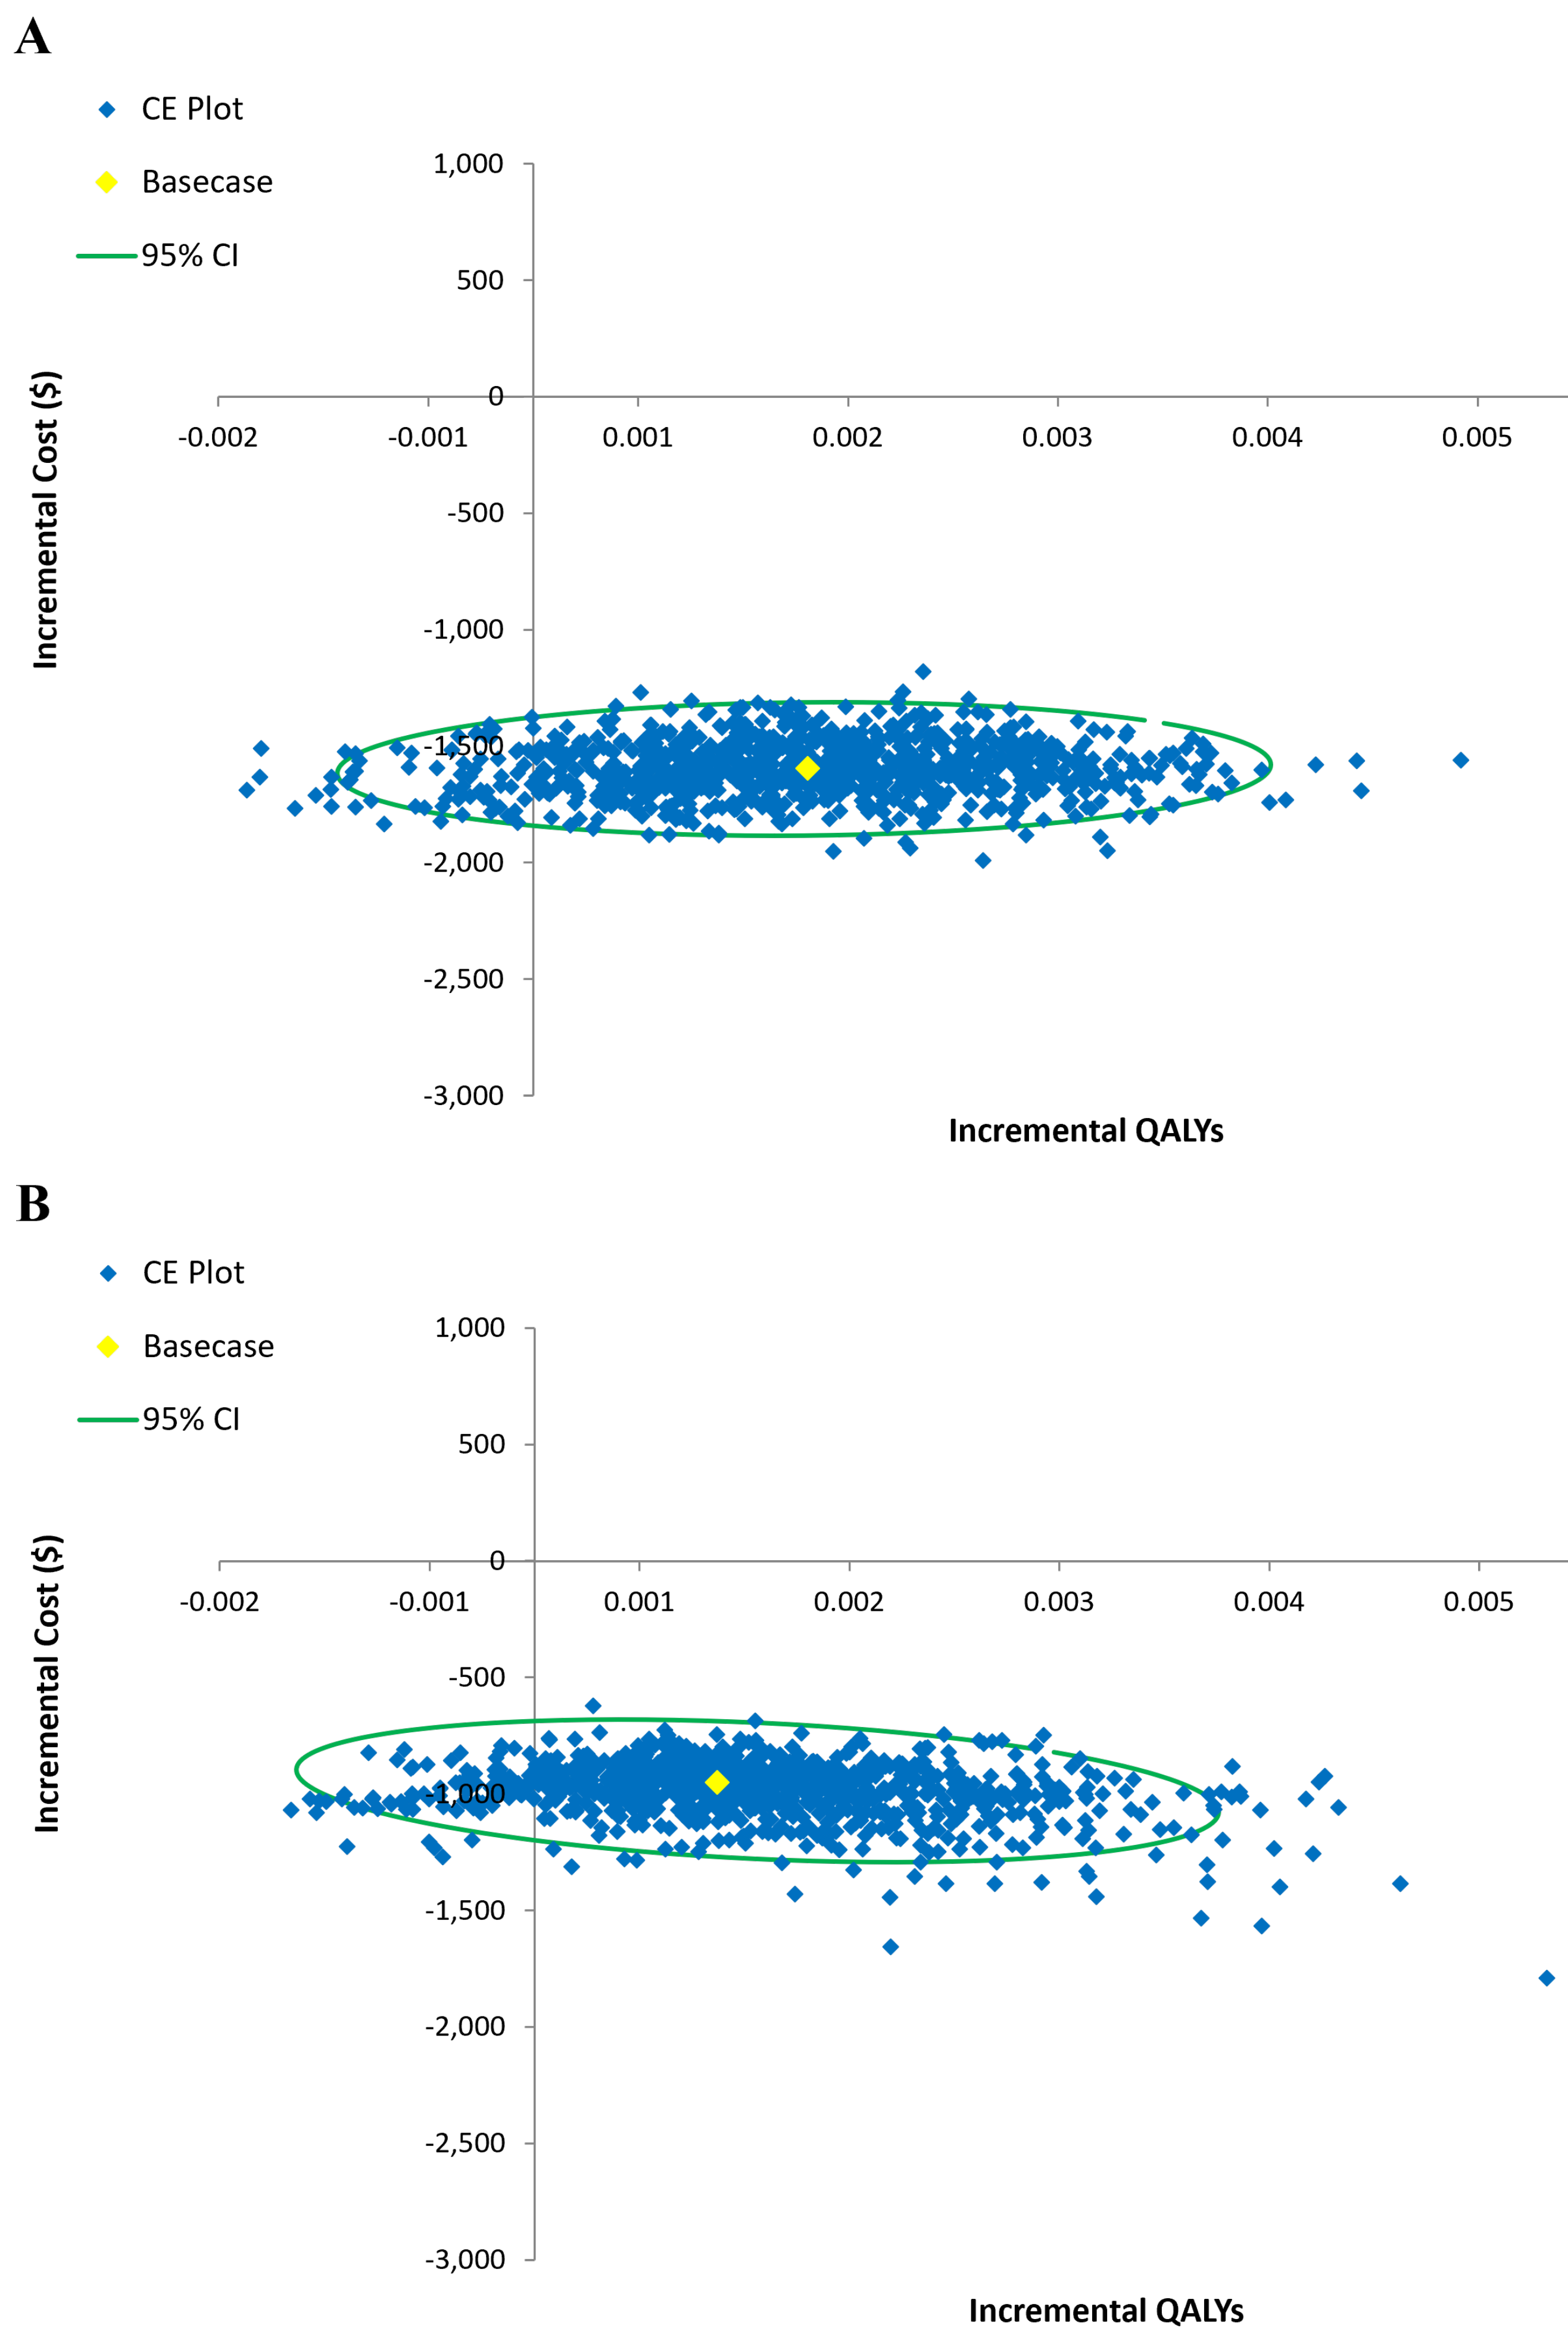 A
CE Plot
Basecase
95% CI
1,000
500
0
-0.002 -0.001 0.001 0.002 0.003 0.004 0.005
-500
-1,000
-1,500
-2,000
-2,500
-3,000
Incremental Cost ($)
Incremental QALYs
B
CE Plot
Basecase
95% CI
1,000
500
0
-0.002 -0.001 0.001 0.002 0.003 0.004 0.005
-500
-1,000
-1,500
-2,000
-2,500
-3,000
Incremental Cost ($)
Incremental QALYs